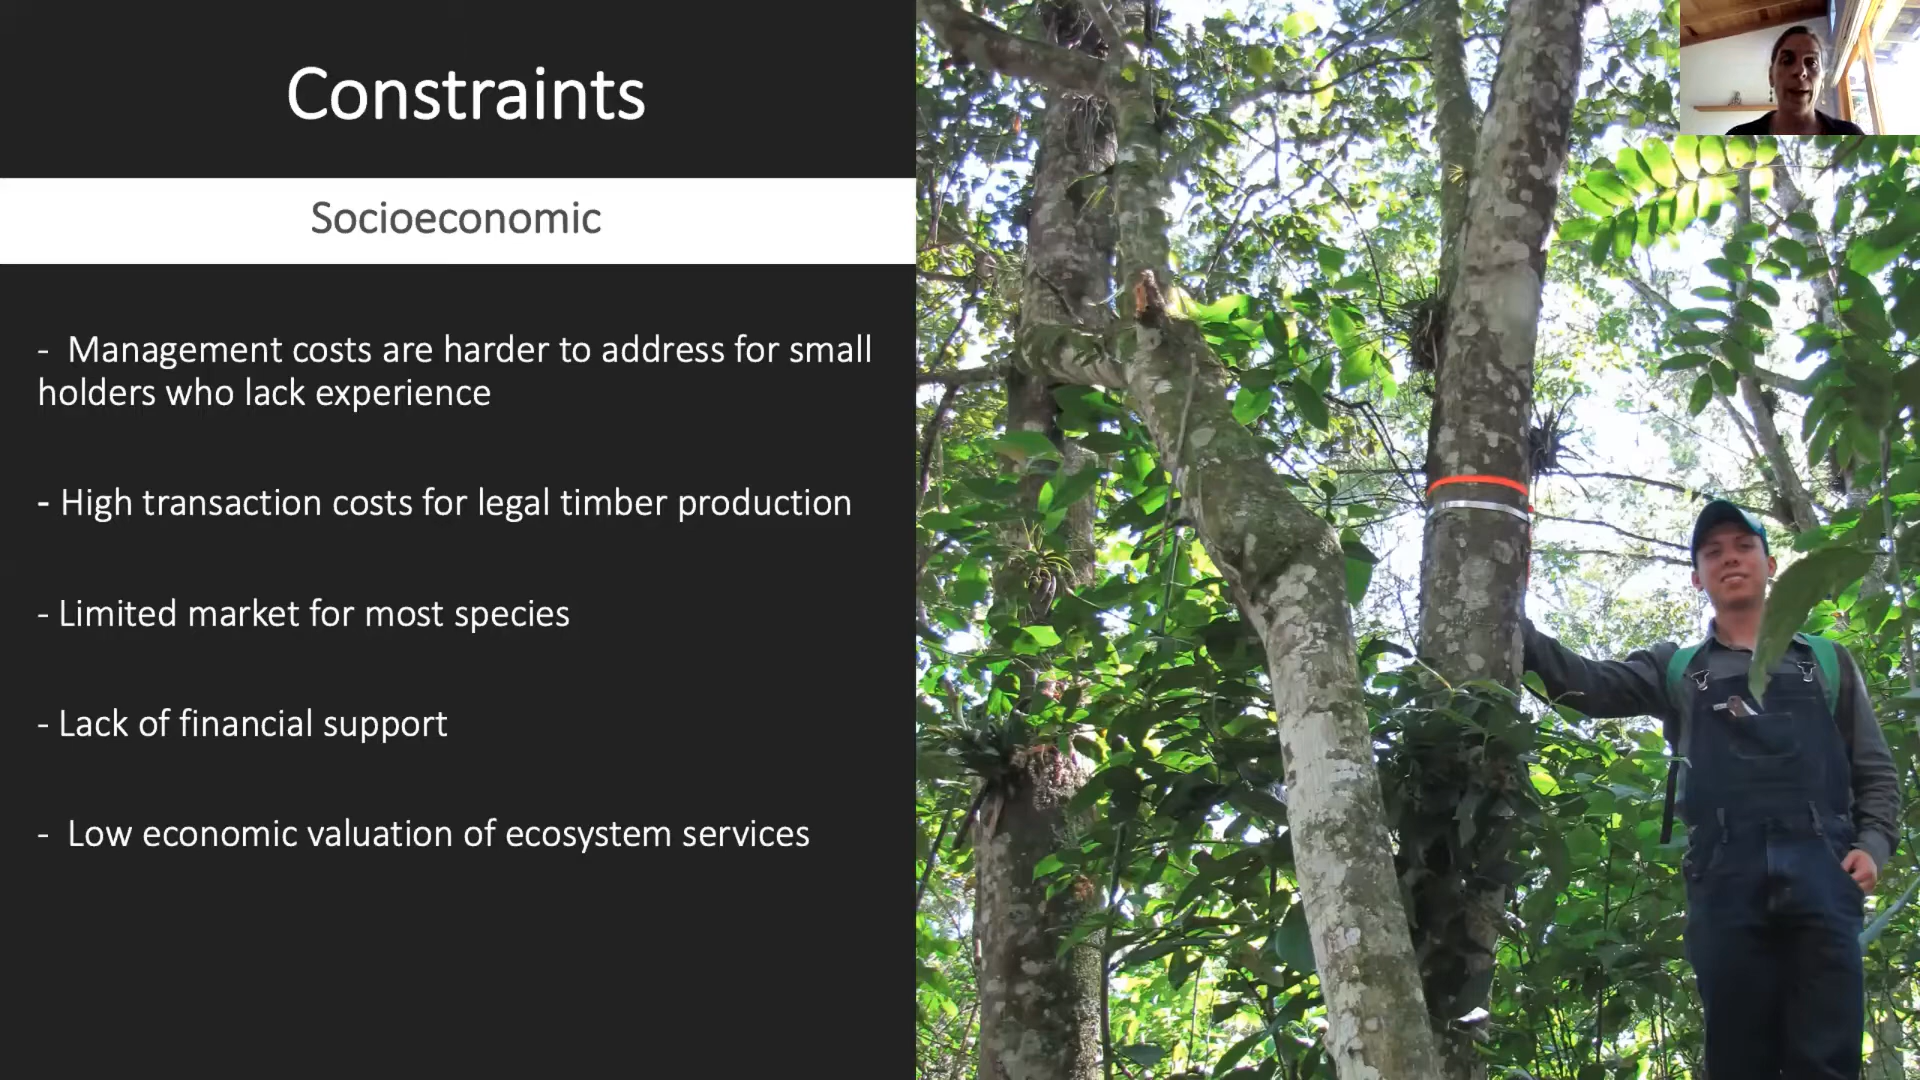 Constraints
Socioeconomic
- Management costs are harder to address for small
holders who lack experience
- High transaction costs for legal timber production
- Limited market for most species
- Lack of financial support
- Low economic valuation of ecosystem services